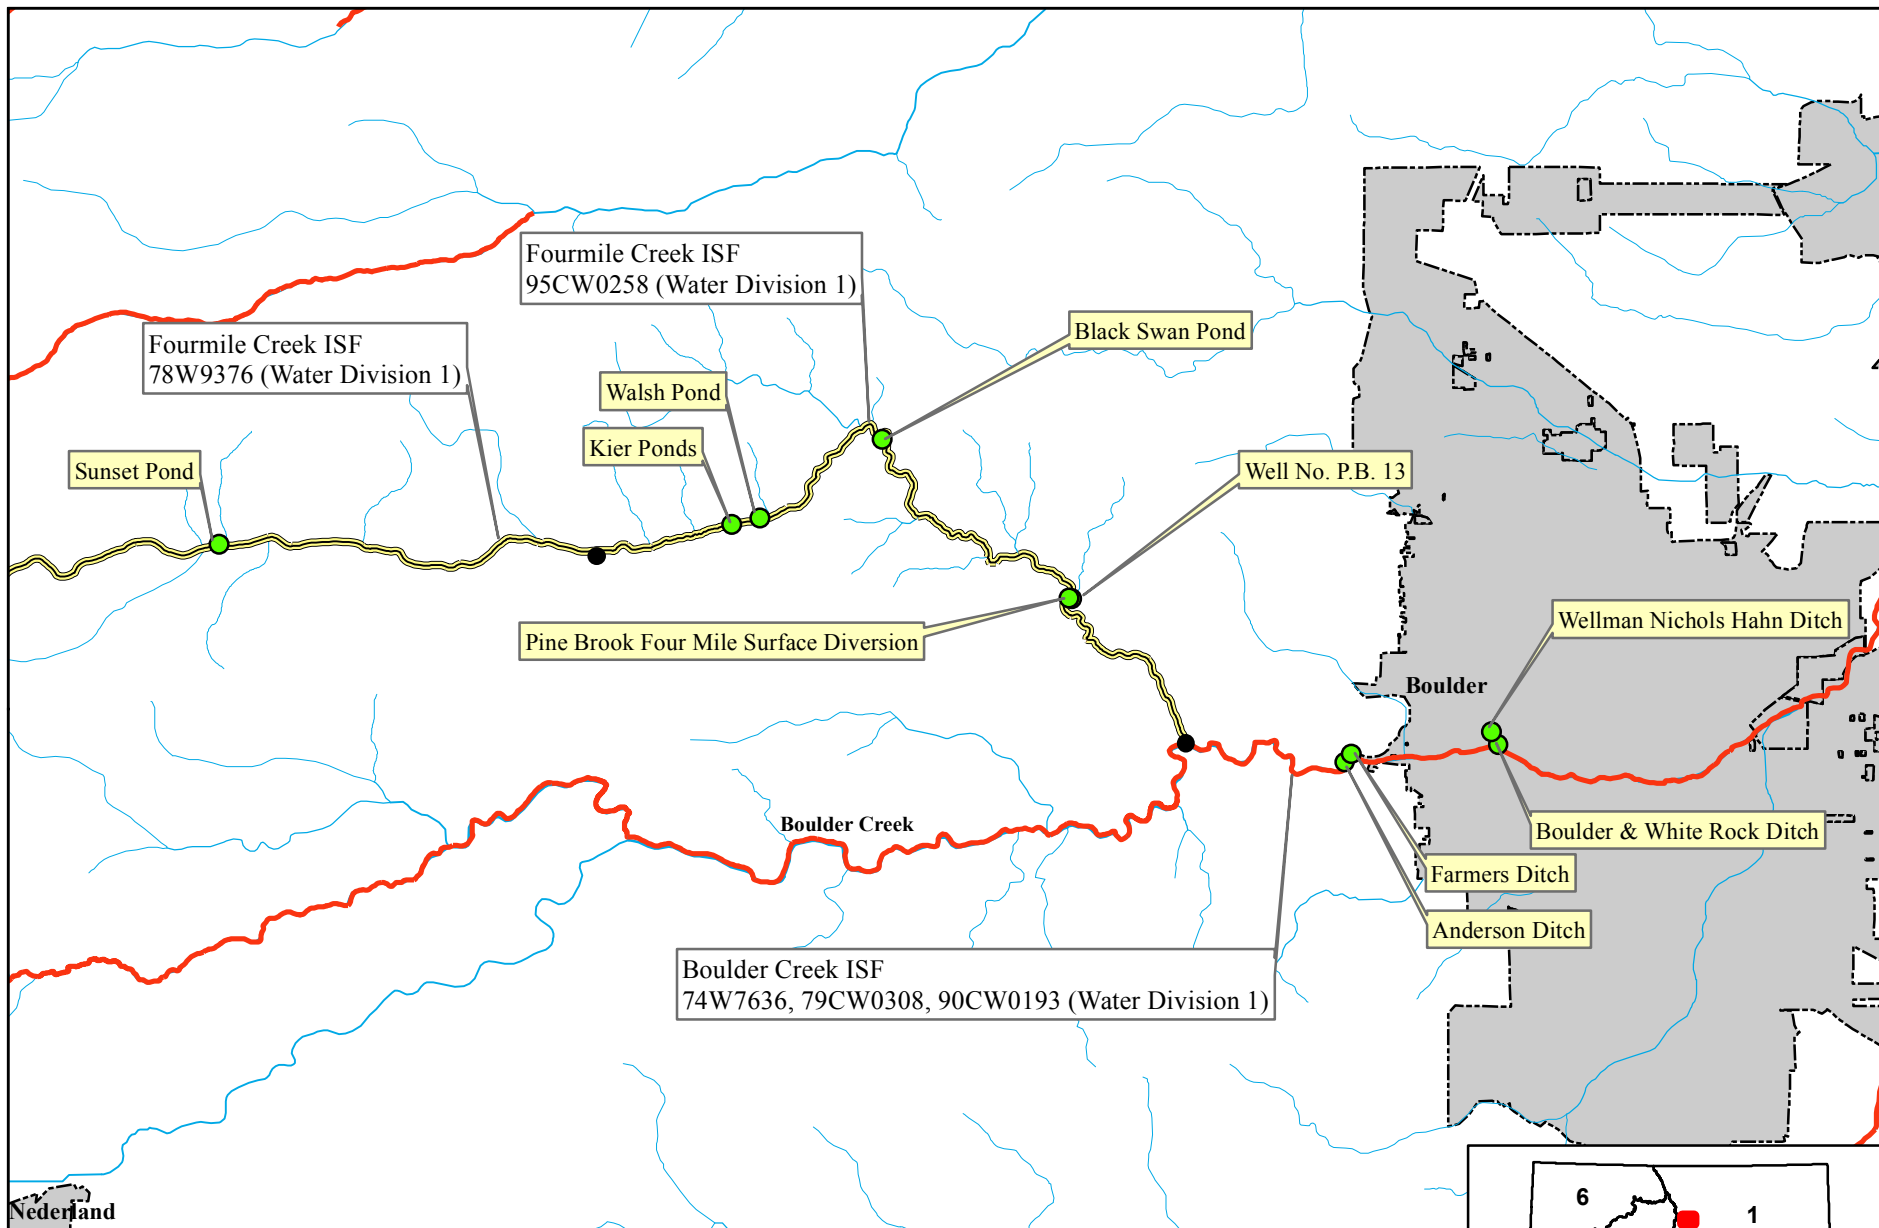 Fourmile Creek ISF
95CW0258 (Water Division 1)
Black Swan Pond
Fourmile Creek ISF
78W9376 (Water Division 1)
Walsh Pond
Kier Ponds
Sunset Pond
Well No. P.B. 13
Wellman Nichols Hahn Ditch
Pine Brook Four Mile Surface Diversion
Boulder
Boulder Creek
Boulder & White Rock Ditch
Farmers Ditch
Anderson Ditch
Boulder Creek ISF
74W7636, 79CW0308, 90CW0193 (Water Division 1)
Nederland
6
1